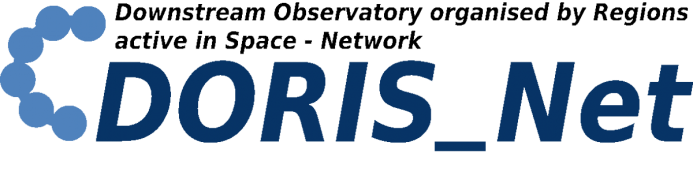 Downstream Observatory organised by Regions
active in Space - Network
DORIS_Net